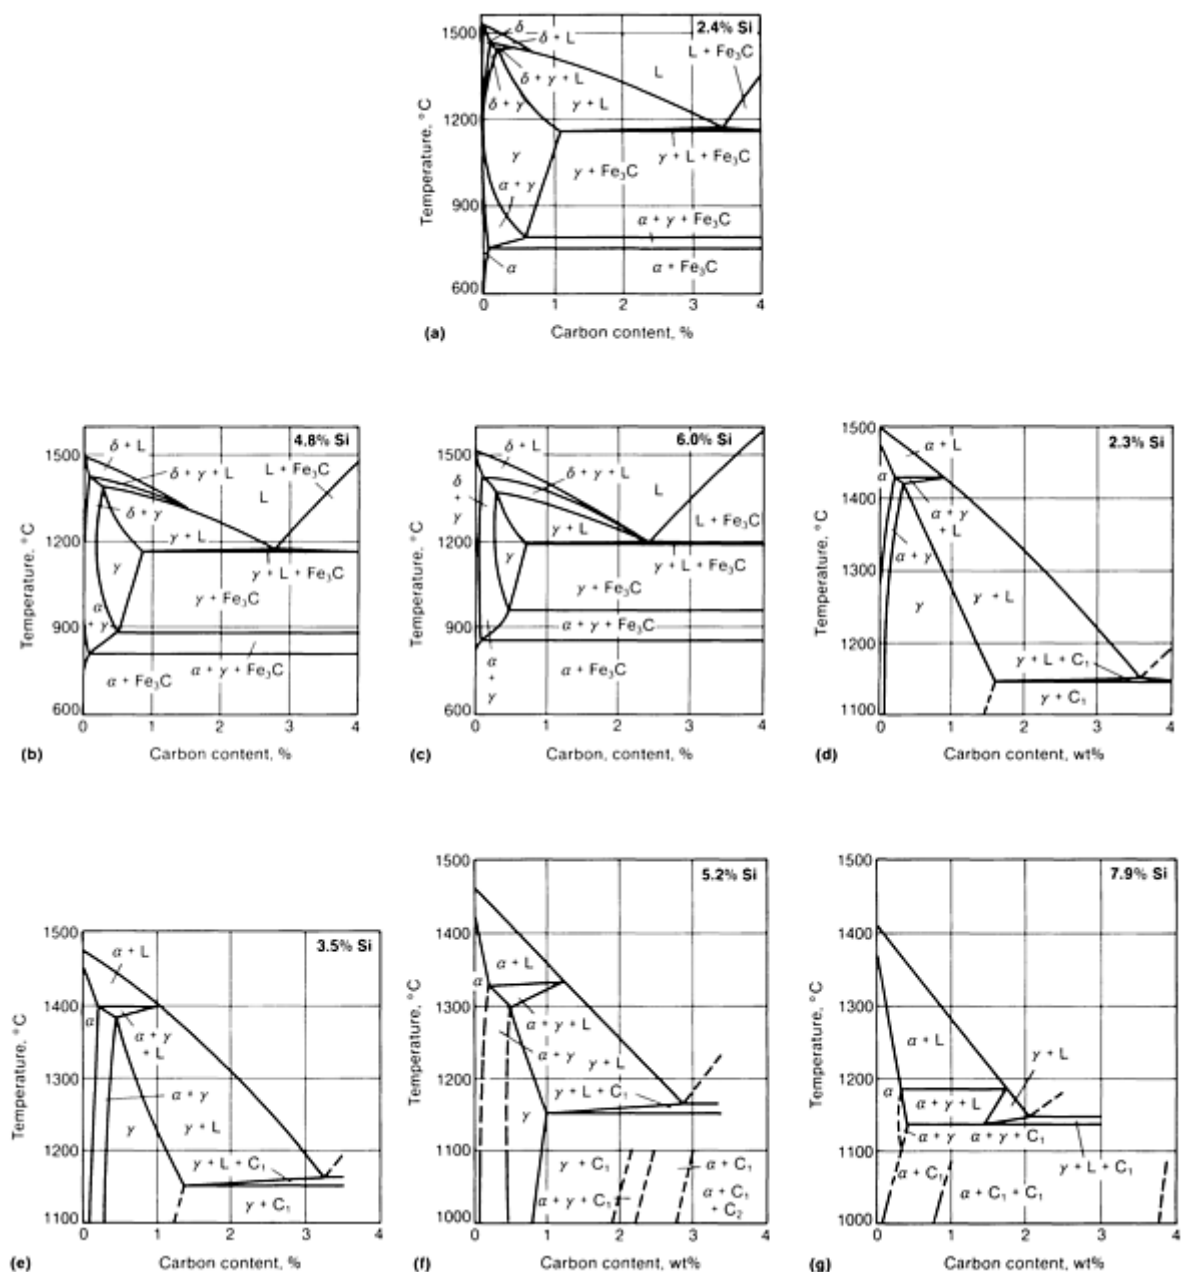 2.4% Si
1500
1200
900
600
Temperature, °C
δ
δ + L
L + Fe₃C
L
δ + γ + L
δ + γ
γ + L
γ
γ + L + Fe₃C
γ + Fe₃C
α + γ
α + γ + Fe₃C
α
α + Fe₃C
0
1
2
3
4
Carbon content, %
(a)
4.8% Si
1500
1200
900
600
Temperature, °C
δ + L
L + Fe₃C
δ + γ + L
L
δ + γ
γ + L
γ
γ + L + Fe₃C
γ + Fe₃C
α
+ γ
α + γ + Fe₃C
α + Fe₃C
0
1
2
3
4
Carbon content, %
(b)
6.0% Si
1500
1200
900
600
Temperature, °C
δ + L
δ + γ + L
δ
+
γ
L
L + Fe₃C
γ + L
γ
γ + L + Fe₃C
γ + Fe₃C
α + γ + Fe₃C
α
+
γ
α + Fe₃C
0
1
2
3
4
Carbon, content, %
(c)
2.3% Si
1500
1400
1300
1200
1100
Temperature, °C
α + L
α
α + γ
+ L
α + γ
γ
γ + L
γ + L + C₁
γ + C₁
0
1
2
3
4
Carbon content, wt%
(d)
3.5% Si
1500
1400
1300
1200
1100
Temperature, °C
α + L
α
α + γ
+ L
α + γ
γ
γ + L
γ + L + C₁
γ + C₁
0
1
2
3
4
Carbon content, %
(e)
5.2% Si
1500
1400
1300
1200
1100
1000
Temperature, °C
α + L
α
α + γ + L
α + γ
γ + L
γ + L + C₁
γ
γ + C₁
α + C₁
α + γ + C₁
α + C₁
+ C₂
0
1
2
3
4
Carbon content, wt%
(f)
7.9% Si
1500
1400
1300
1200
1100
1000
Temperature, °C
α + L
γ + L
α
α + γ + L
α + γ
α + γ + C₁
γ + L + C₁
α + C₁
α + C₁ + C₁
0
1
2
3
4
Carbon content, wt%
(g)